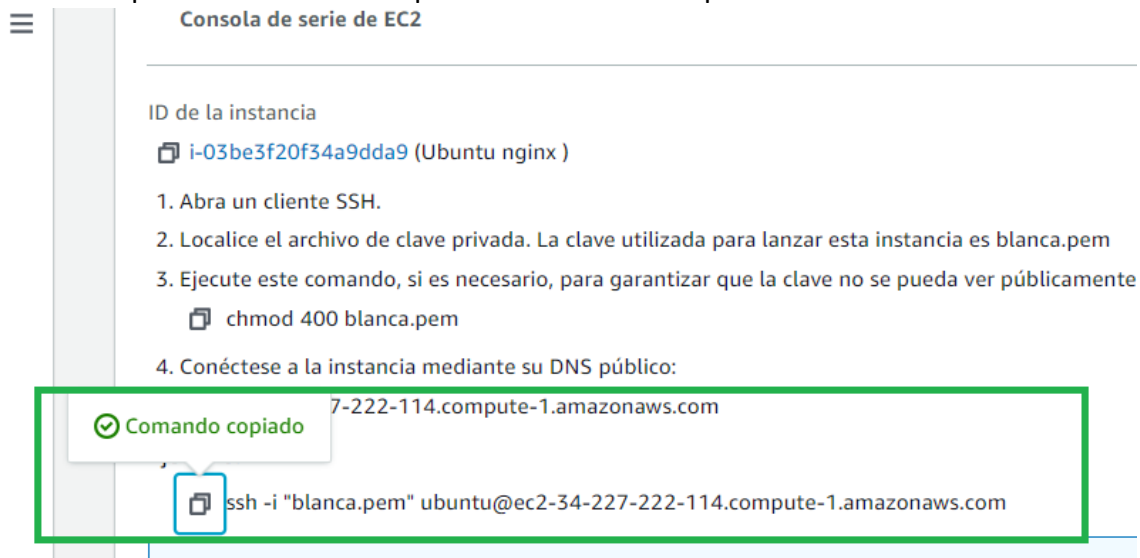 Consola de serie de EC2
ID de la instancia
i-03be3f20f34a9dda9 (Ubuntu nginx )
1. Abra un cliente SSH.
2. Localice el archivo de clave privada. La clave utilizada para lanzar esta instancia es blanca.pem
3. Ejecute este comando, si es necesario, para garantizar que la clave no se pueda ver públicamente
chmod 400 blanca.pem
4. Conéctese a la instancia mediante su DNS público:
7-222-114.compute-1.amazonaws.com
Comando copiado
ssh -i "blanca.pem" ubuntu@ec2-34-227-222-114.compute-1.amazonaws.com